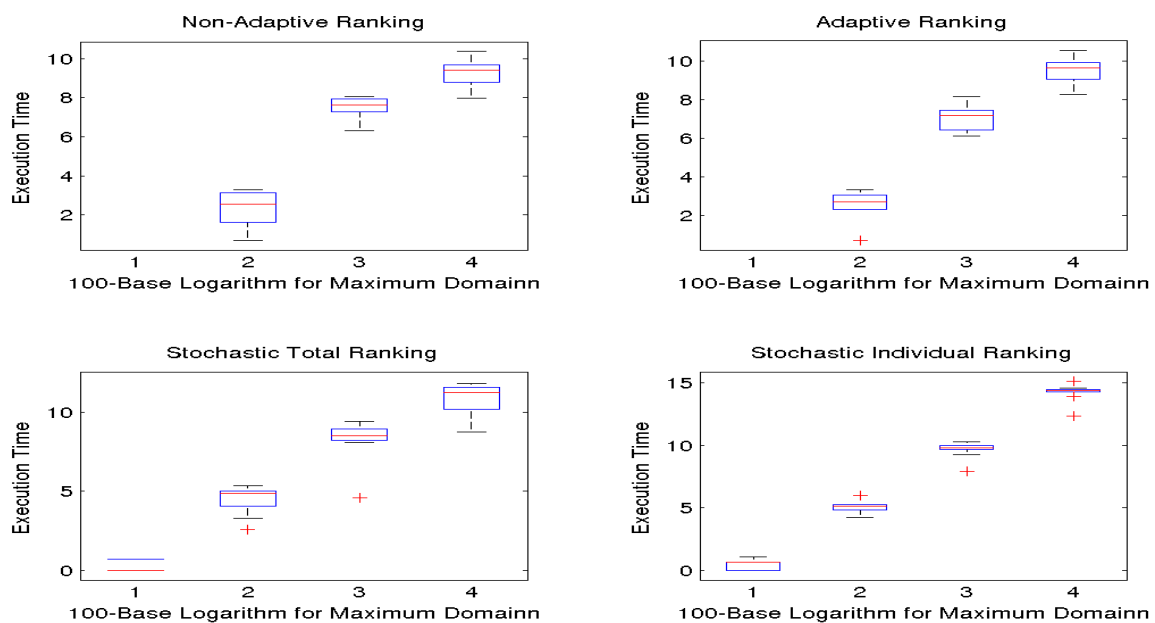 Non-Adaptive Ranking
10
8
6
4
2
Execution Time
1 2 3 4
100-Base Logarithm for Maximum Domainn
Adaptive Ranking
10
8
6
4
2
Execution Time
1 2 3 4
100-Base Logarithm for Maximum Domainn
Stochastic Total Ranking
10
5
0
Execution Time
1 2 3 4
100-Base Logarithm for Maximum Domainn
Stochastic Individual Ranking
15
10
5
0
Execution Time
1 2 3 4
100-Base Logarithm for Maximum Domainn